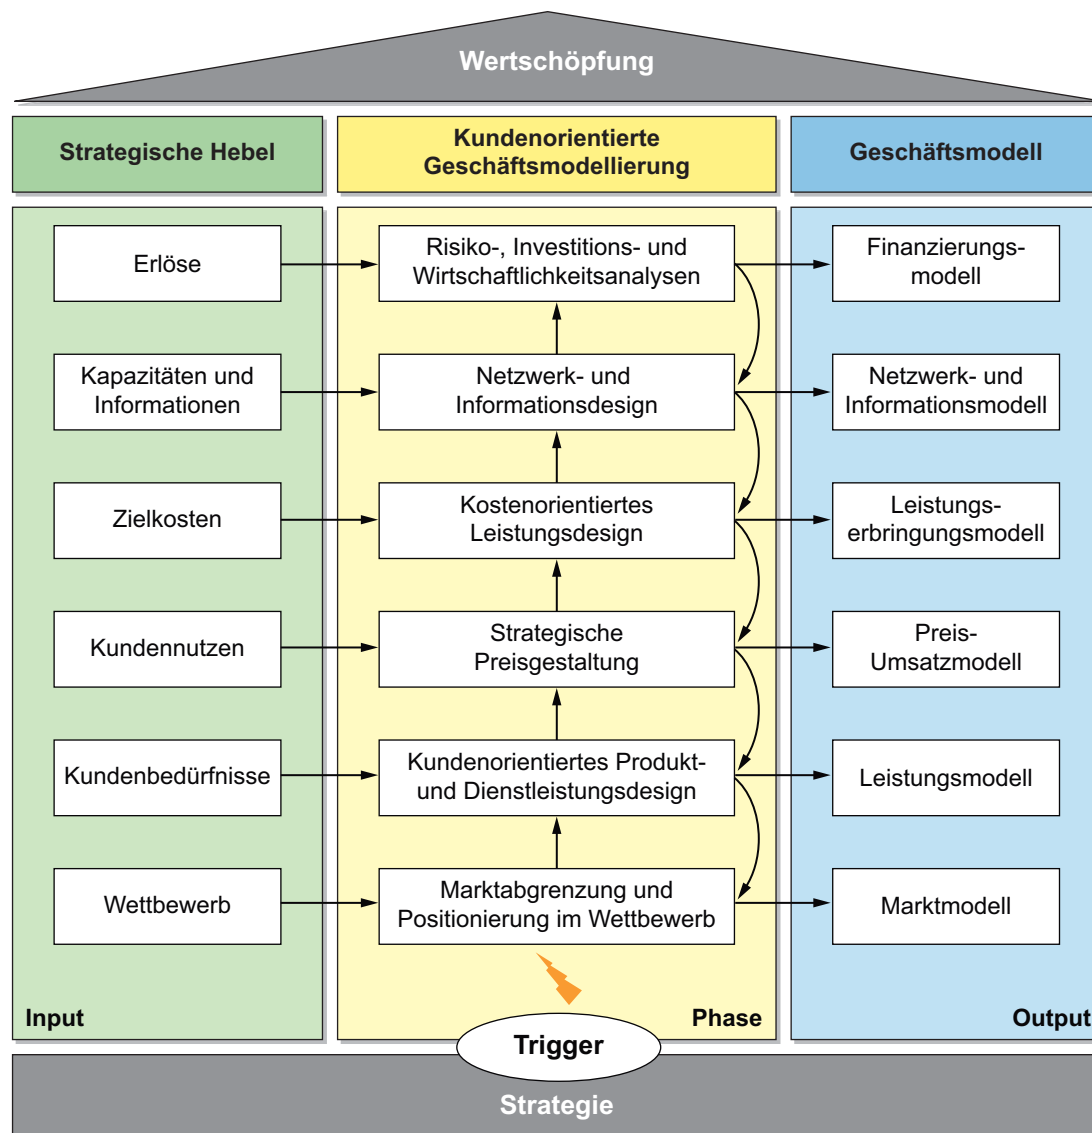 Wertschöpfung
Strategische Hebel
Kundenorientierte
Geschäftsmodellierung
Geschäftsmodell
Erlöse
Risiko-, Investitions- und
Wirtschaftlichkeitsanalysen
Finanzierungs-
modell
Kapazitäten und
Informationen
Netzwerk- und
Informationsdesign
Netzwerk- und
Informationsmodell
Zielkosten
Kostenorientiertes
Leistungsdesign
Leistungs-
erbringungsmodell
Kundennutzen
Strategische
Preisgestaltung
Preis-
Umsatzmodell
Kundenbedürfnisse
Kundenorientiertes Produkt-
und Dienstleistungsdesign
Leistungsmodell
Wettbewerb
Marktabgrenzung und
Positionierung im Wettbewerb
Marktmodell
Input
Phase
Output
Trigger
Strategie